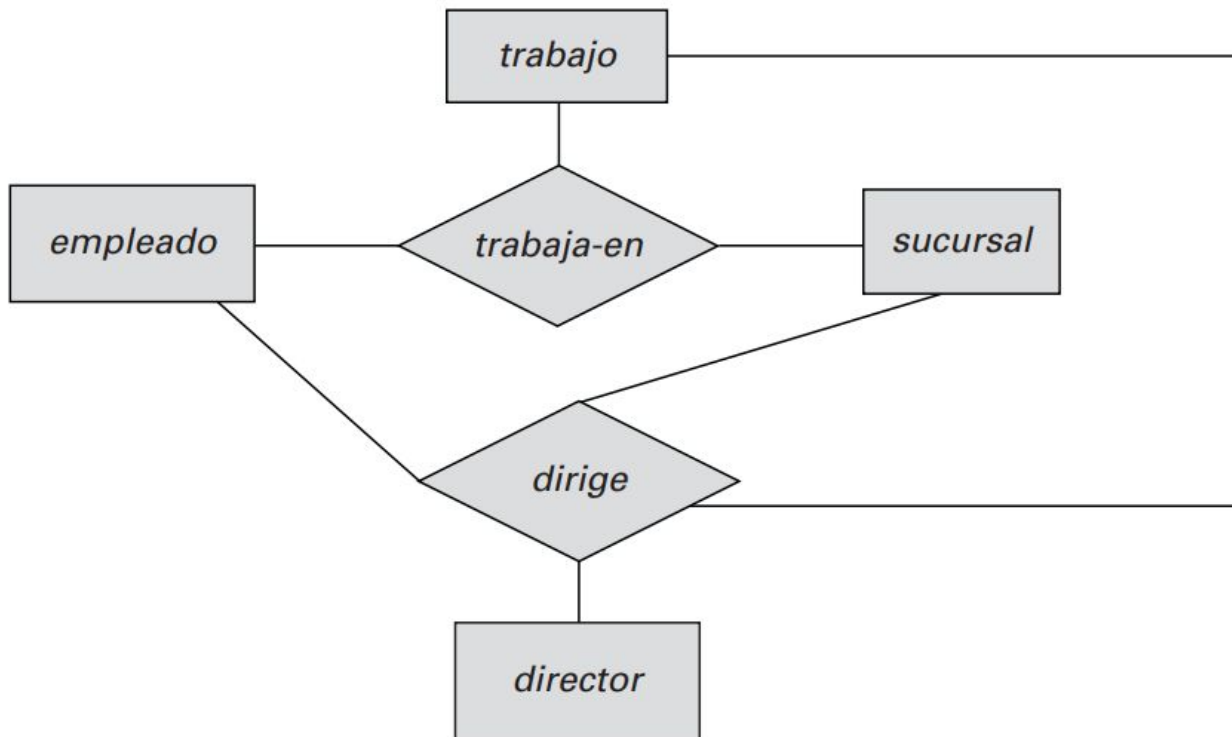 trabajo
empleado
trabaja-en
sucursal
dirige
director